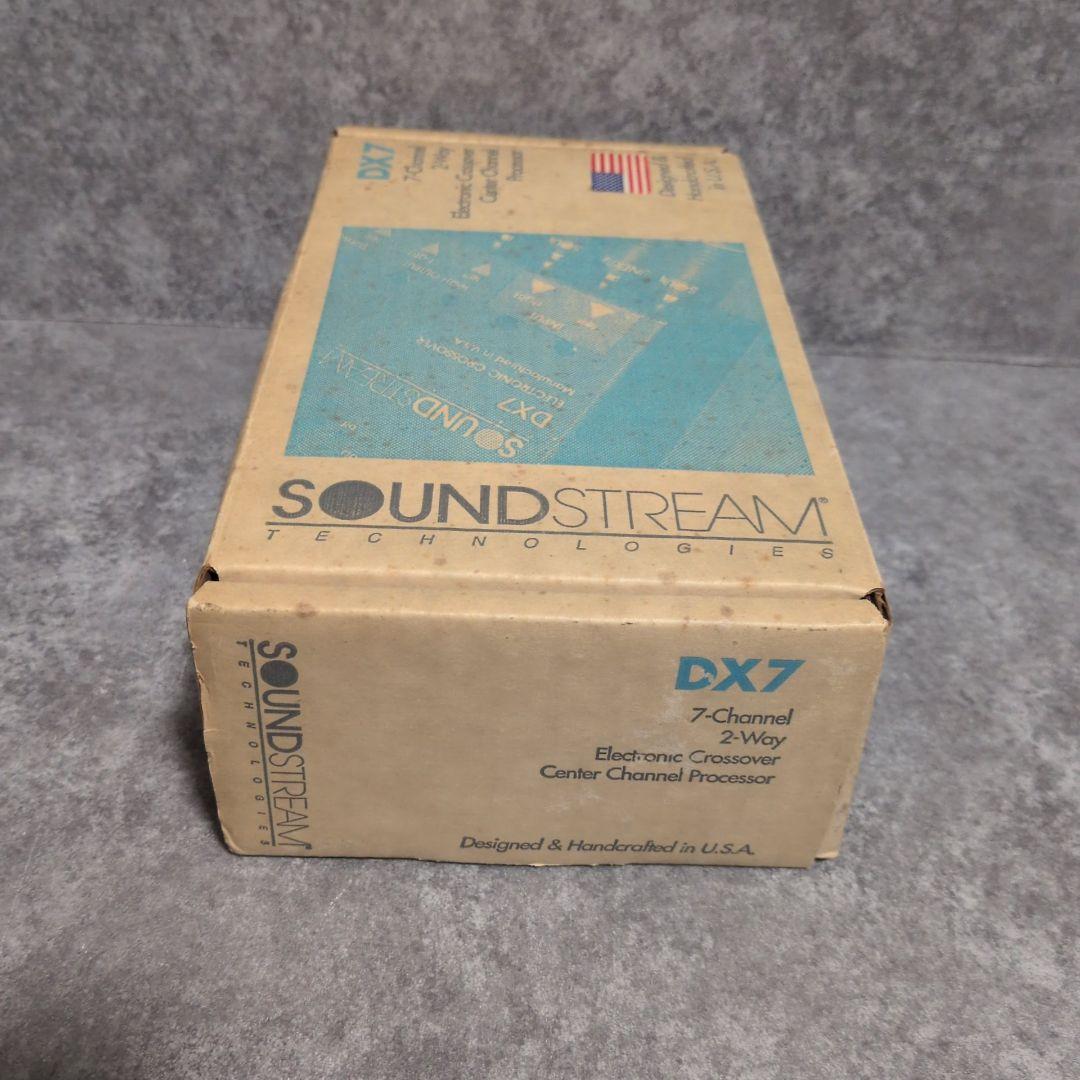 DX7
7-Channel
2-Way
Electronic Crossover
Center Channel
Processor
Designed &
Handcrafted
in U.S.A.
INPUT
Right
SOUNDSTREAM
DX7
ELECTRONIC CROSSOVER
Manufactured in U.S.A.
SOUNDSTREAM®
TECHNOLOGIES
SOUNDSTREAM
TECHNOLOGIES
DX7
7-Channel
2-Way
Electronic Crossover
Center Channel Processor
Designed & Handcrafted in U.S.A.